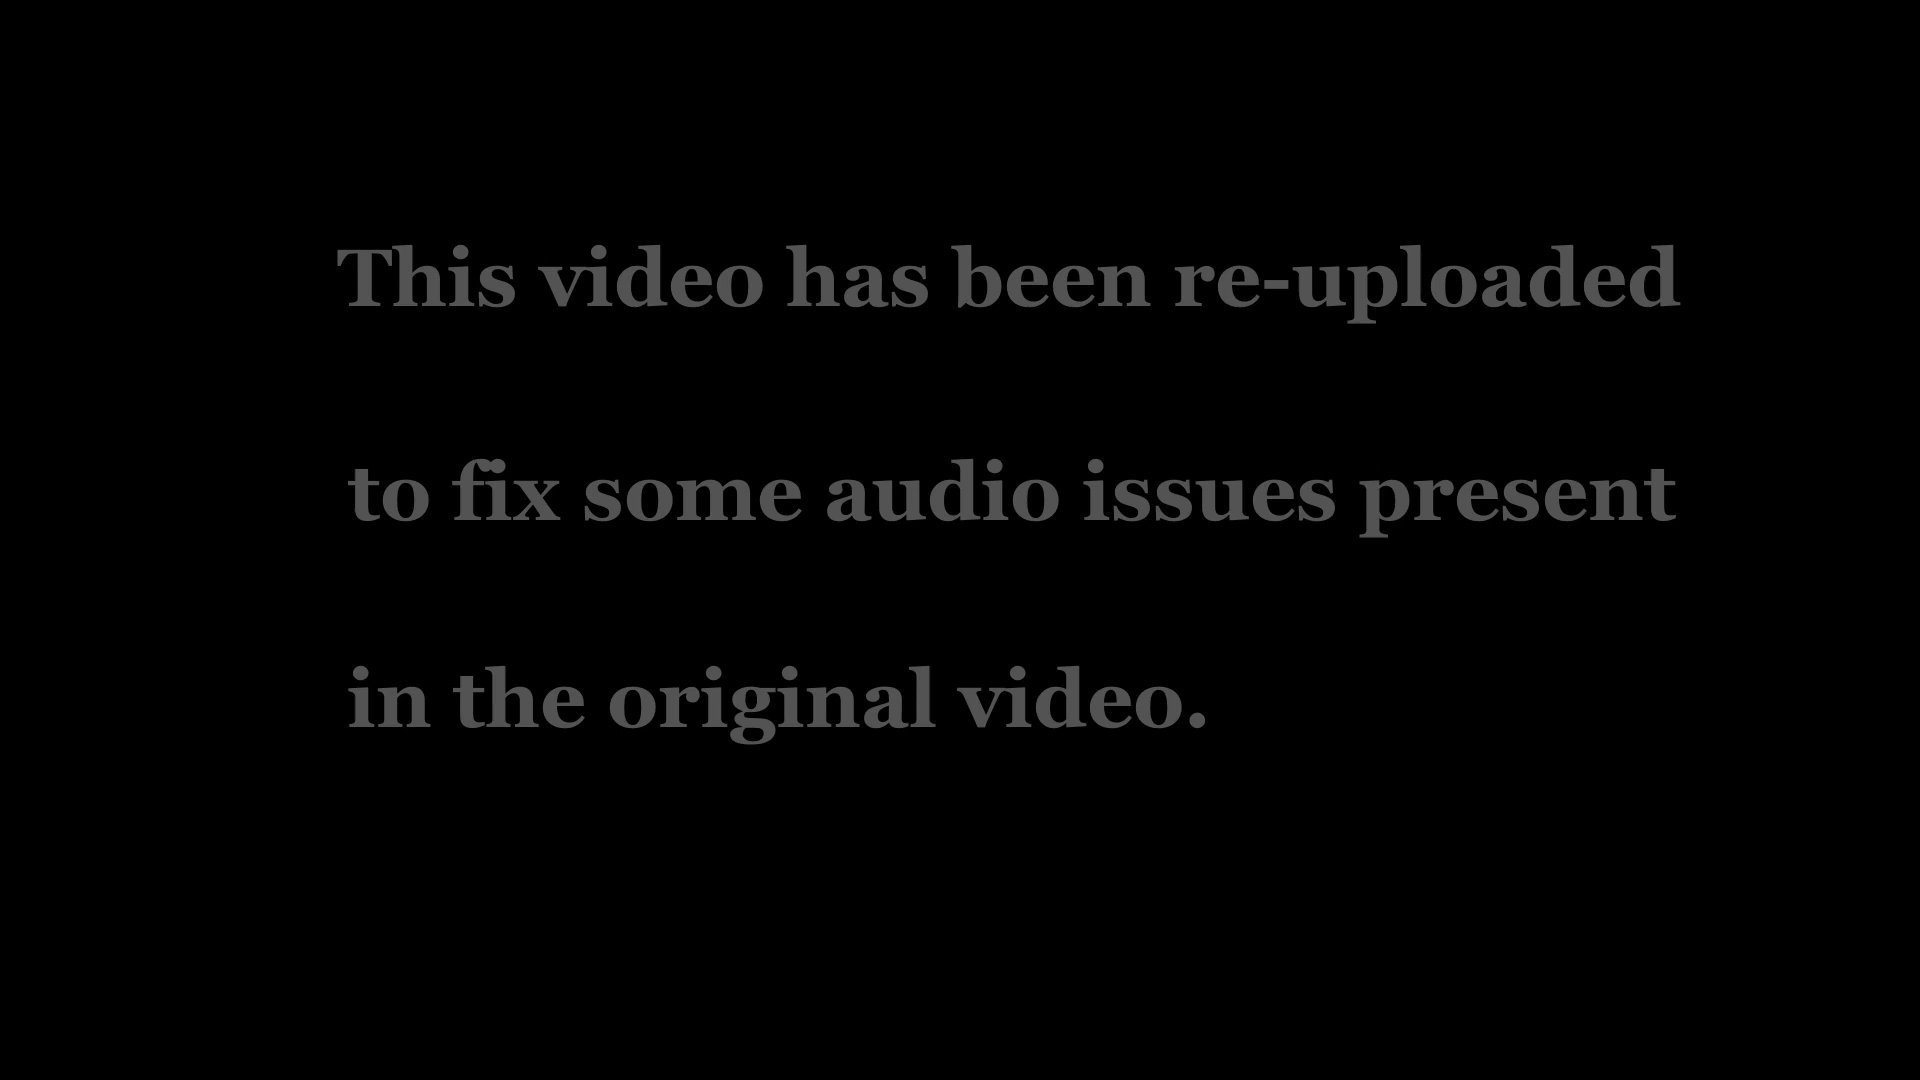 This video has been re-uploaded
to fix some audio issues present
in the original video.